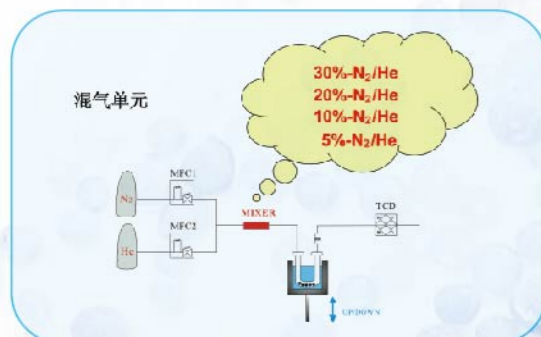 混气单元
30%-N₂/He
20%-N₂/He
10%-N₂/He
5%-N₂/He
MFC1
N₂
MFC2
He
MIXER
TCD
UP/DOWN